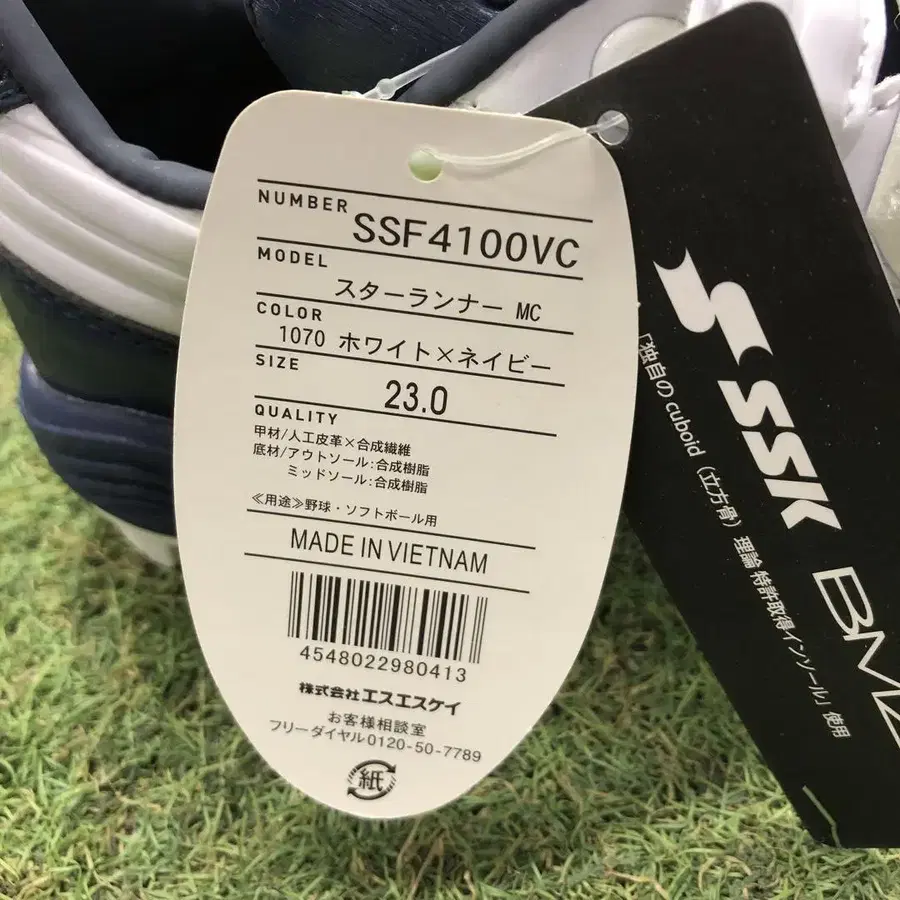 NUMBER
SSF4100VC
MODEL
スターランナー MC
COLOR
1070 ホワイト×ネイビー
SIZE
23.0
QUALITY
甲材/人工皮革×合成繊維
底材/アウトソール:合成樹脂
ミッドソール:合成樹脂
≪用途≫野球・ソフトボール用
MADE IN VIETNAM
4548022980413
株式会社エスエスケイ
お客様相談室
フリーダイヤル0120-50-7789
紙
SSK
BMZ
「独自の cuboid（立方骨）理論 特許取得インソール」使用